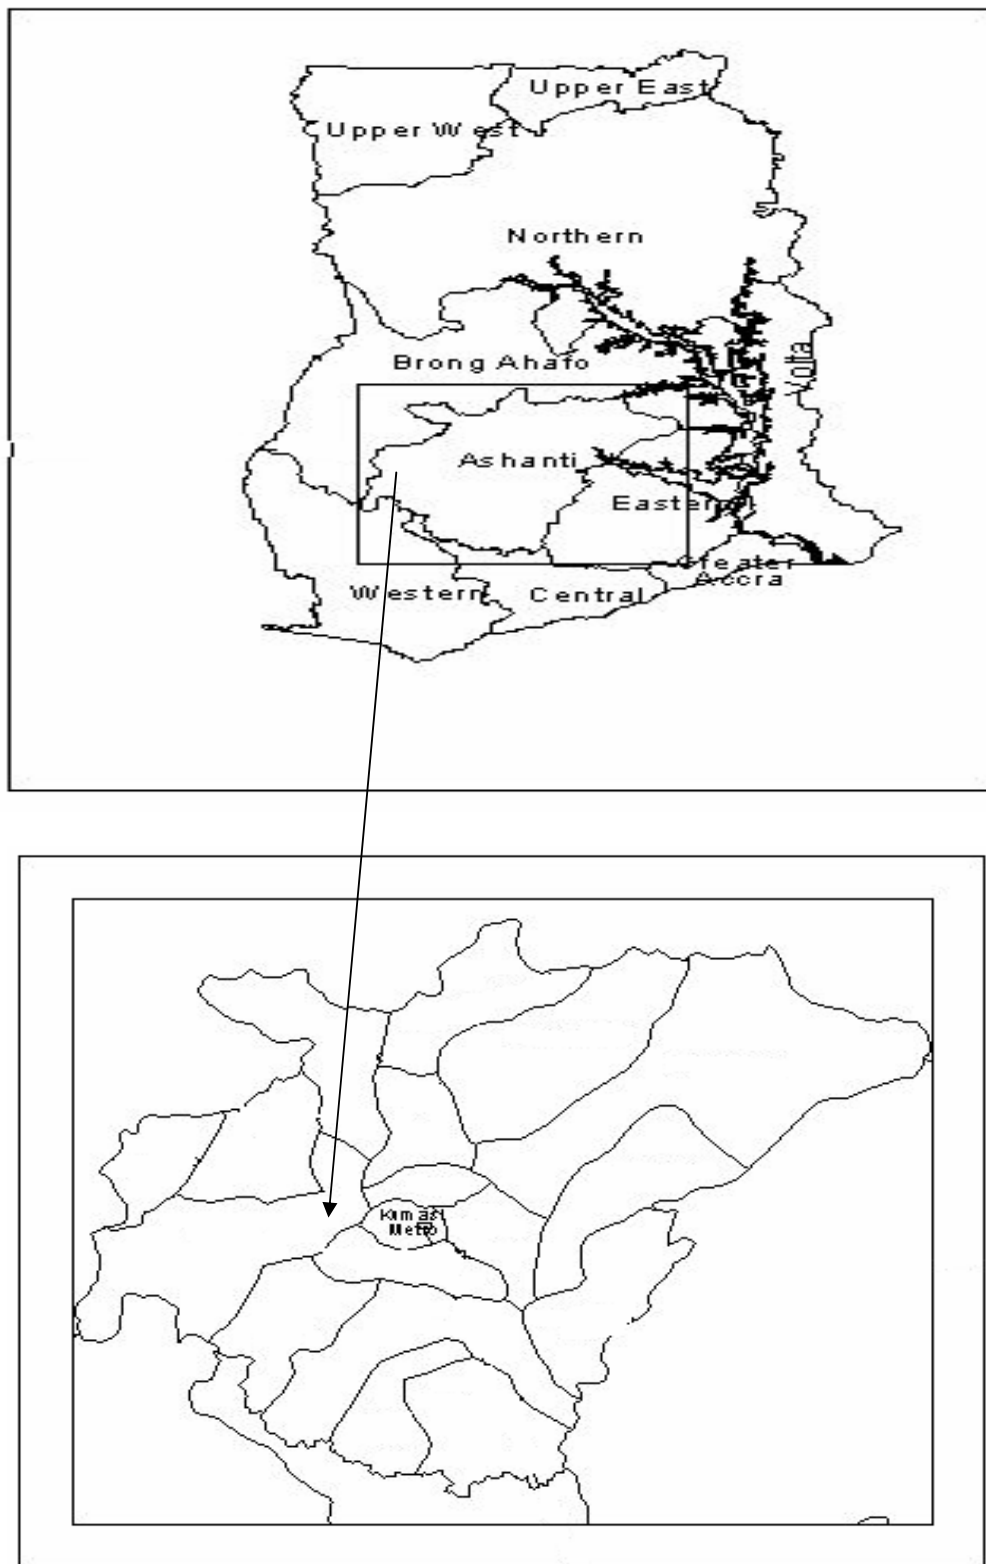 Upper East
Upper West
Northern
Brong Ahafo
Volta
Ashanti
Eastern
Greater
Accra
Western
Central
Kumasi
Metro